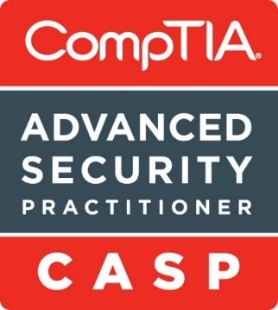 CompTIA.
ADVANCED
SECURITY
PRACTITIONER
CASP